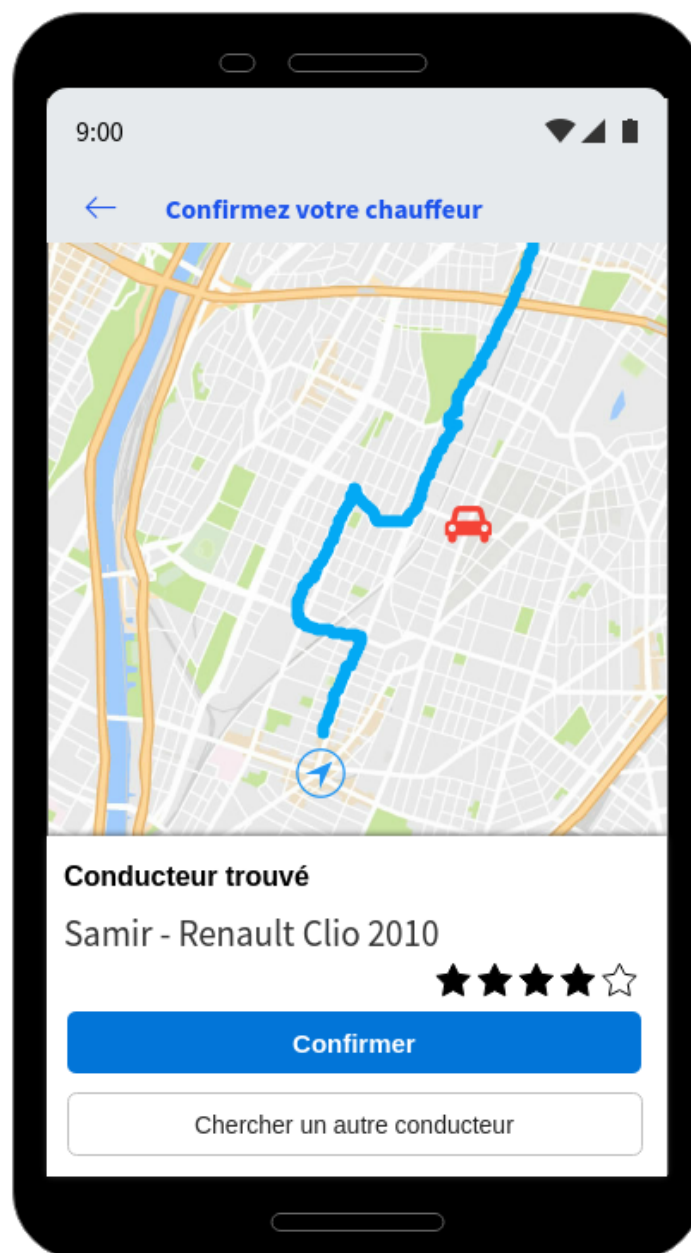 9:00
Confirmez votre chauffeur
Conducteur trouvé
Samir - Renault Clio 2010
Confirmer
Chercher un autre conducteur